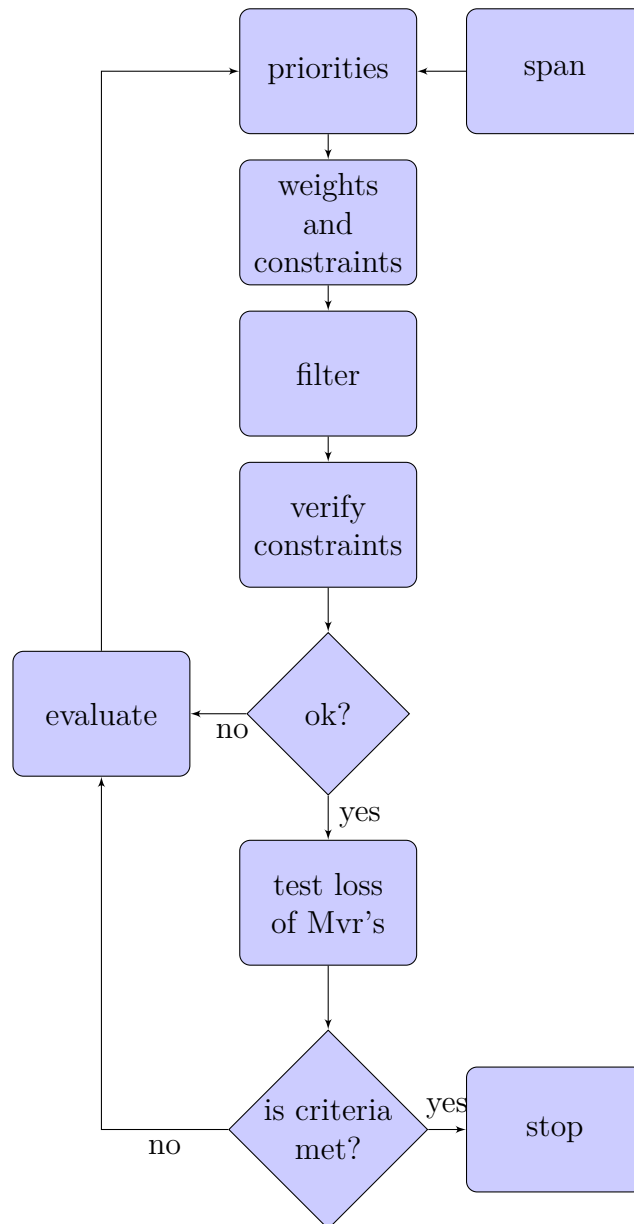 priorities
span
weights
and
constraints
filter
verify
constraints
evaluate
no
ok?
yes
test loss
of Mvr's
is criteria
met?
yes
stop
no